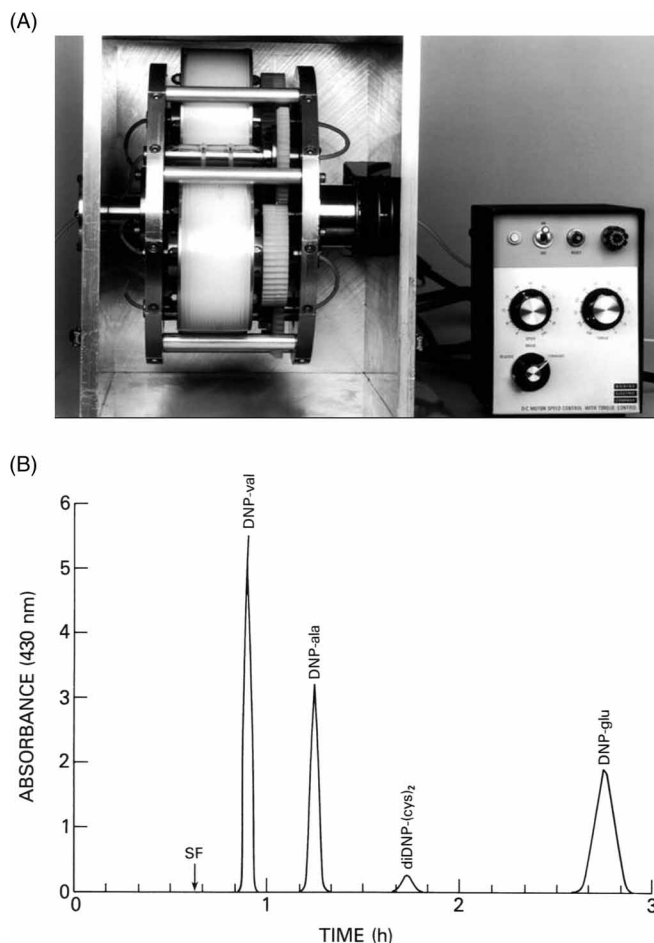 (A)
D-C MOTOR SPEED CONTROL WITH TORQUE CONTROL
(B)
ABSORBANCE (430 nm)
6
5
4
3
2
1
0
SF
DNP-val
DNP-ala
diDNP-(cys)₂
DNP-glu
0
1
2
3
TIME (h)